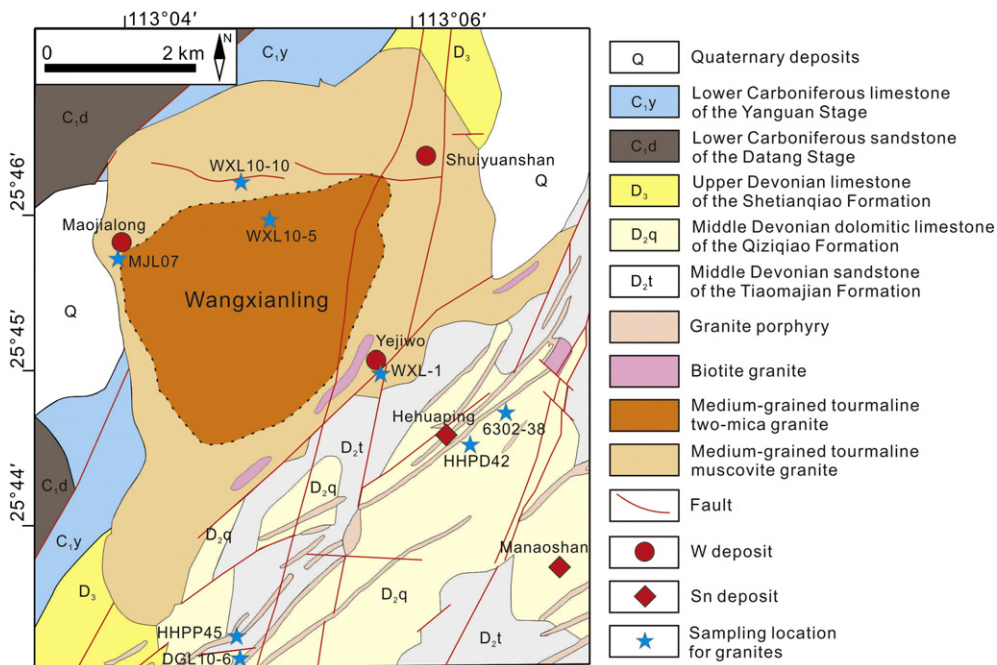 113°04′
113°06′
0
2 km
N
C₁y
D₃
C₁d
25°46′
WXL10-10
Shuiyuanshan
Q
Maojialong
WXL10-5
MJL07
Wangxianling
Q
25°45′
Yejiwo
WXL-1
Hehuaping
6302-38
D₂t
HHPD42
25°44′
C₁d
D₂q
D₂q
C₁y
Manaoshan
D₃
D₂q
HHPP45
D₂t
DGL10-6
Q
Quaternary deposits
C₁y
Lower Carboniferous limestone
of the Yanguan Stage
C₁d
Lower Carboniferous sandstone
of the Datang Stage
D₃
Upper Devonian limestone
of the Shetianqiao Formation
D₂q
Middle Devonian dolomitic limestone
of the Qiziqiao Formation
D₂t
Middle Devonian sandstone
of the Tiaomajian Formation
Granite porphyry
Biotite granite
Medium-grained tourmaline
two-mica granite
Medium-grained tourmaline
muscovite granite
Fault
W deposit
Sn deposit
Sampling location
for granites